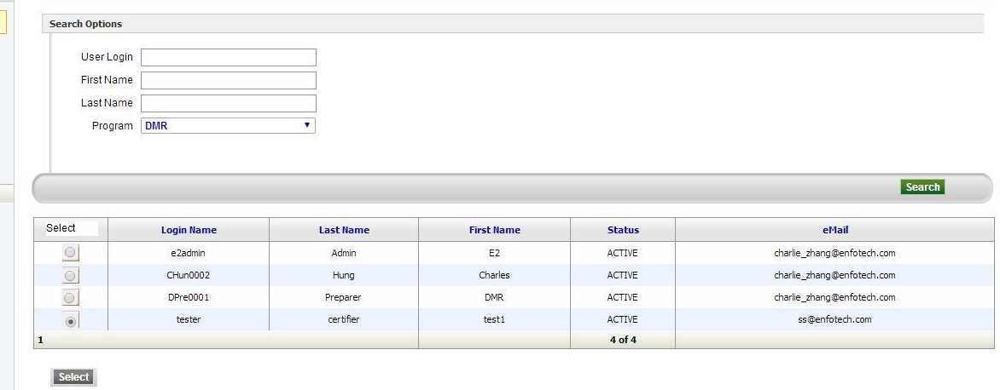 Search Options
User Login
First Name
Last Name
Program DMR
Search
Select Login Name Last Name First Name Status eMail
e2admin Admin E2 ACTIVE charlie_zhang@enfotech.com
CHun0002 Hung Charles ACTIVE charlie_zhang@enfotech.com
DPre0001 Preparer DMR ACTIVE charlie_zhang@enfotech.com
tester certifier test1 ACTIVE ss@enfotech.com
1 4 of 4
Select